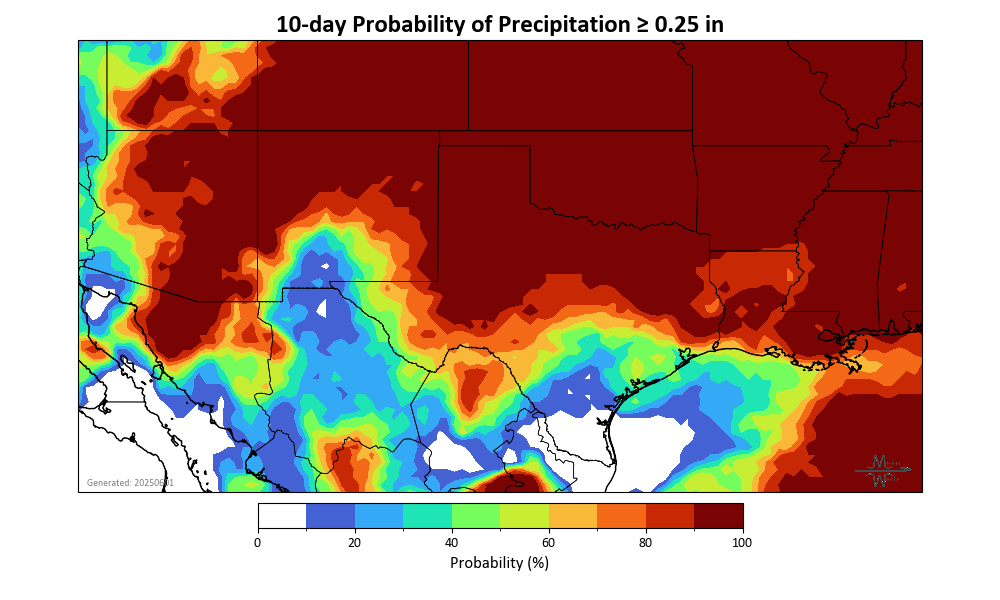 10-day Probability of Precipitation ≥ 0.25 in
Generated: 20250601
0 20 40 60 80 100
Probability (%)